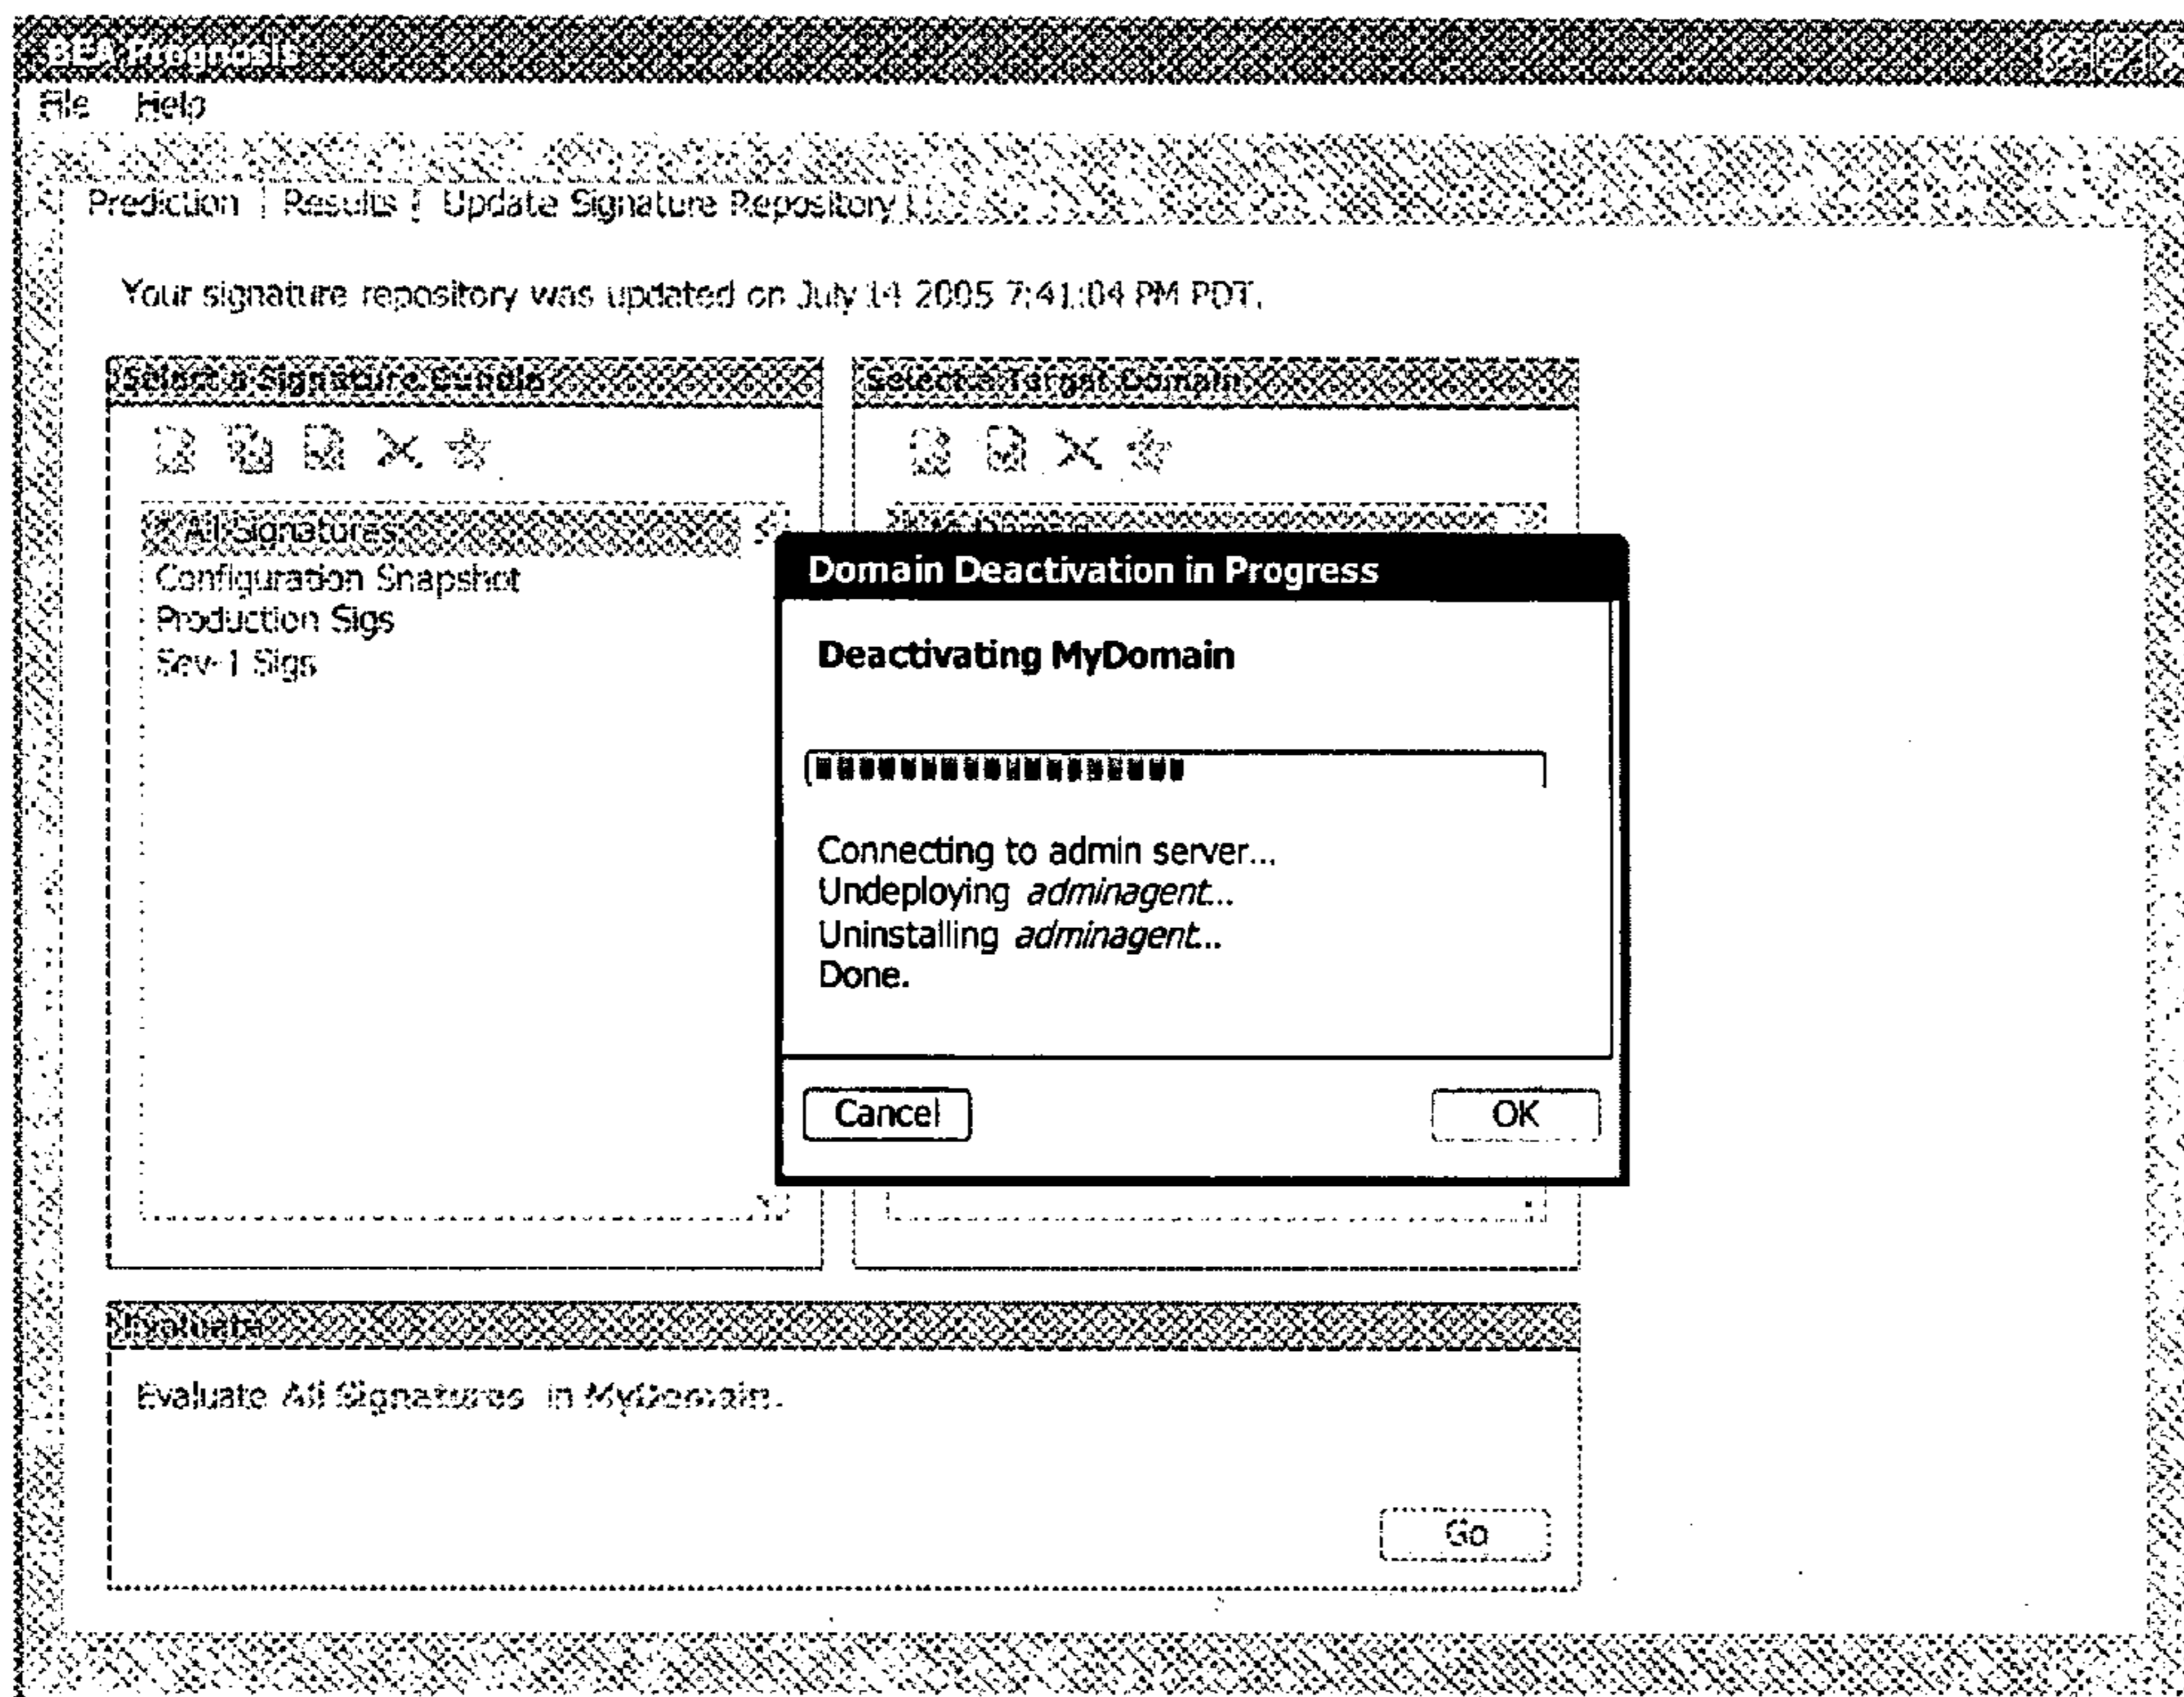 BEA Prognosis
File Help
Prediction Results Update Signature Repository
Your signature repository was updated on July 14 2005 7:41:04 PM PDT.
Select a Signature Bundle
Select a Target Domain
* All Signatures
Configuration Snapshot
Production Sigs
Sev-1 Sigs
Domain
Domain Deactivation in Progress
Deactivating MyDomain
Connecting to admin server...
Undeploying adminagent...
Uninstalling adminagent...
Done.
Cancel OK
Evaluate
Evaluate All Signatures in MyDomain.
Go